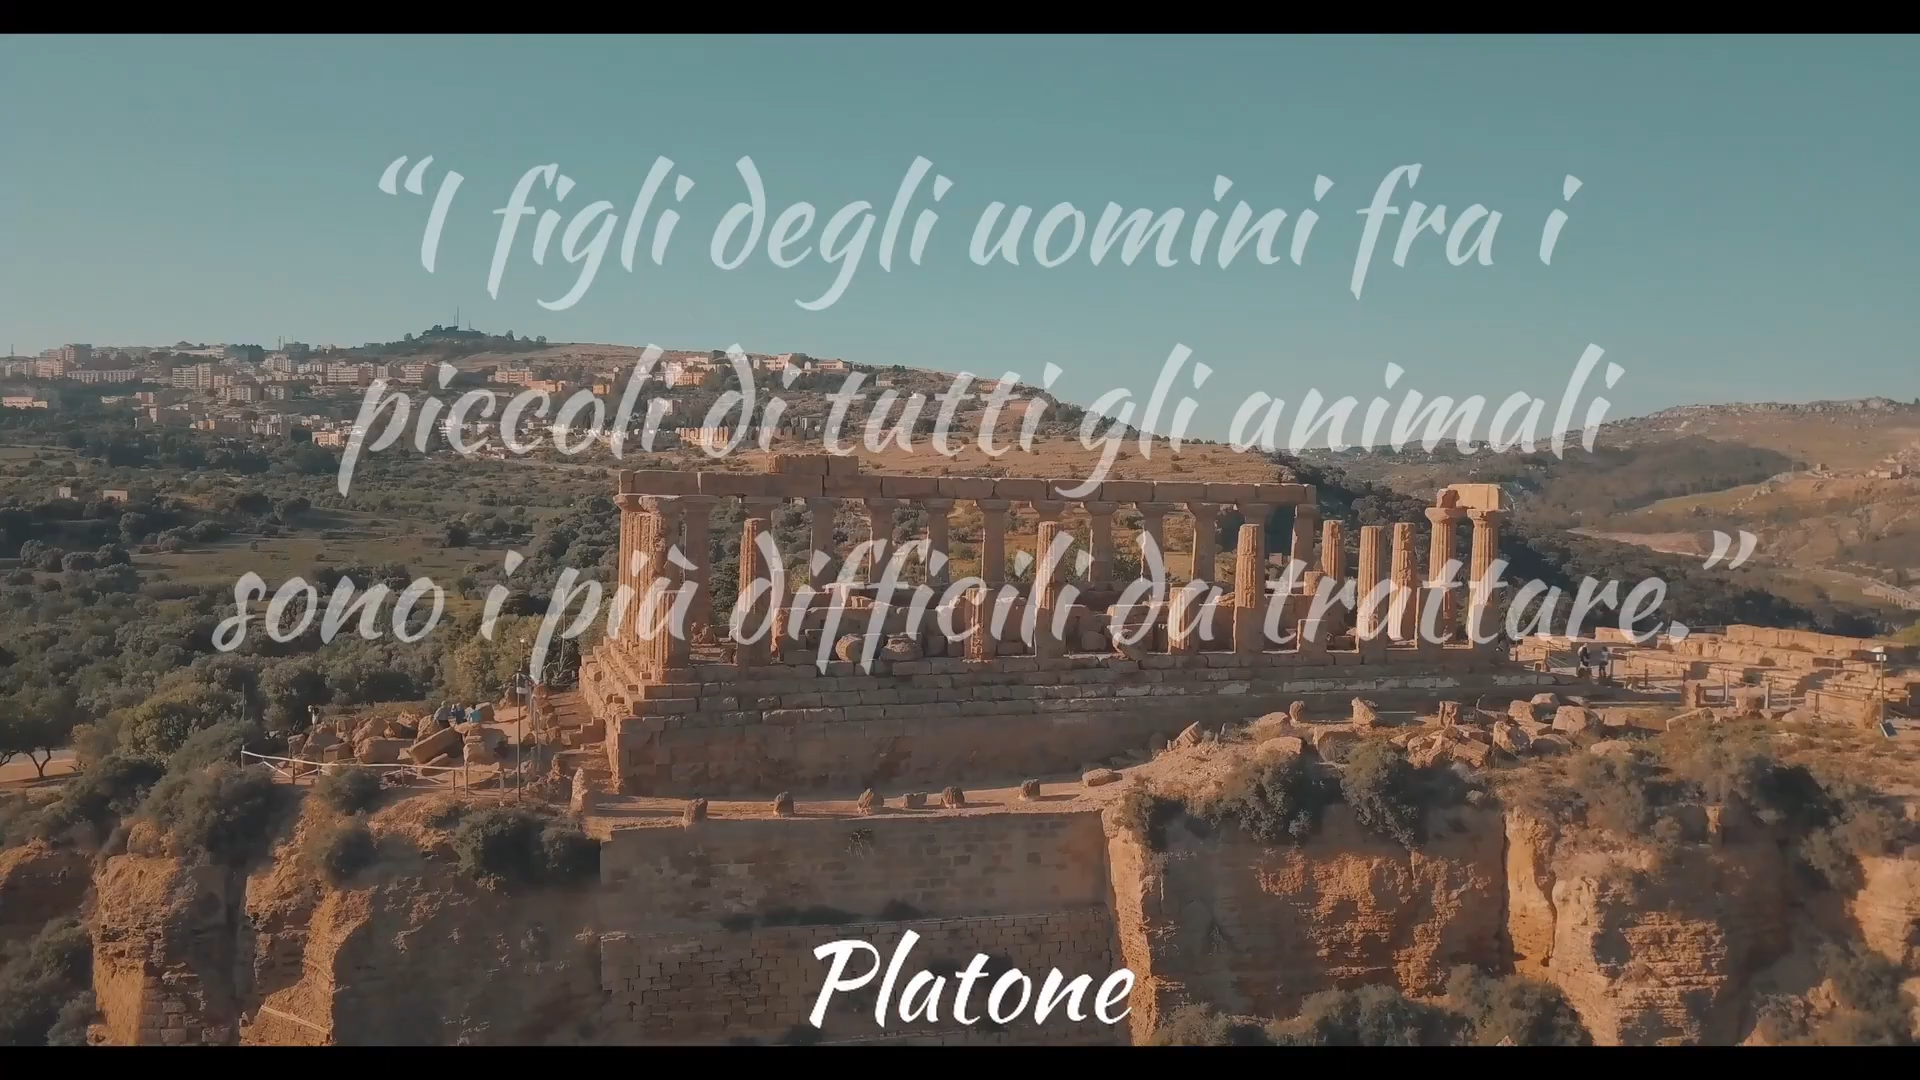 “I figli degli uomini fra i
piccoli di tutti gli animali
sono i più difficili da trattare.”
Platone